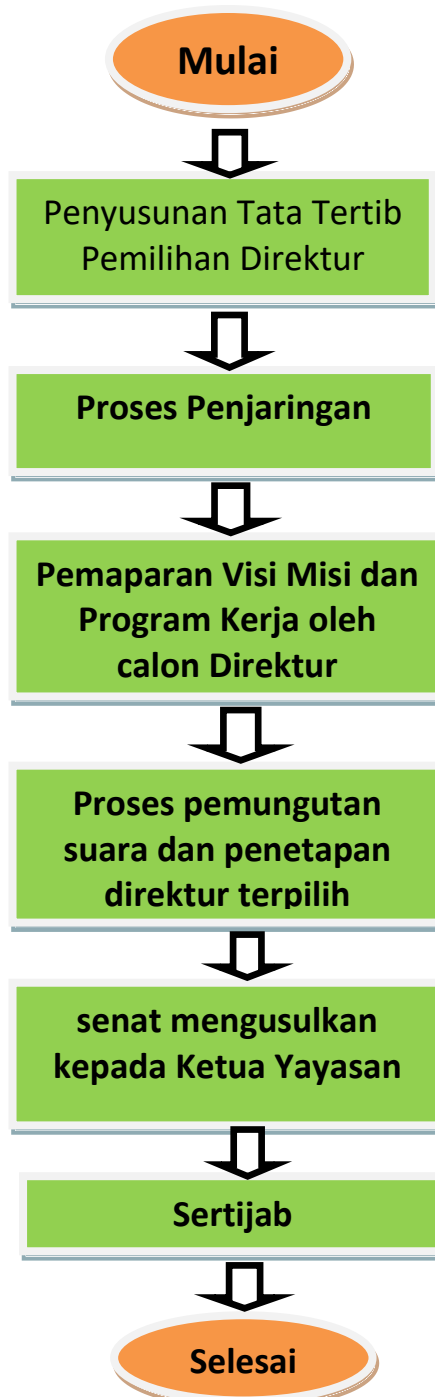 Mulai
Penyusunan Tata Tertib
Pemilihan Direktur
Proses Penjaringan
Pemaparan Visi Misi dan
Program Kerja oleh
calon Direktur
Proses pemungutan
suara dan penetapan
direktur terpilih
senat mengusulkan
kepada Ketua Yayasan
Sertijab
Selesai